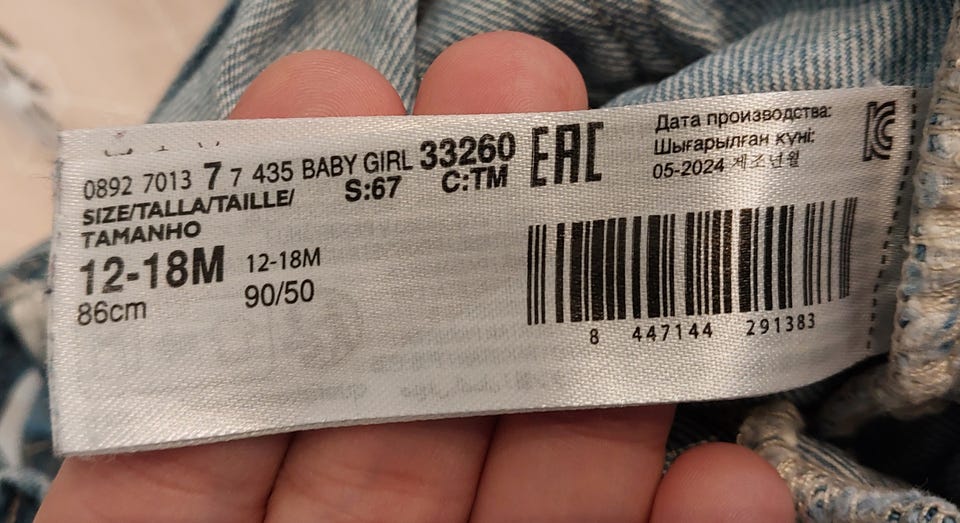 0892 7013 7 7 435 BABY GIRL 33260
S:67 C:TM
SIZE/TALLA/TAILLE/
TAMANHO
12-18M 12-18M
86cm 90/50
EAC
Дата производства:
Шығарылған күні:
05-2024 제조년월
KC
8 447144 291383